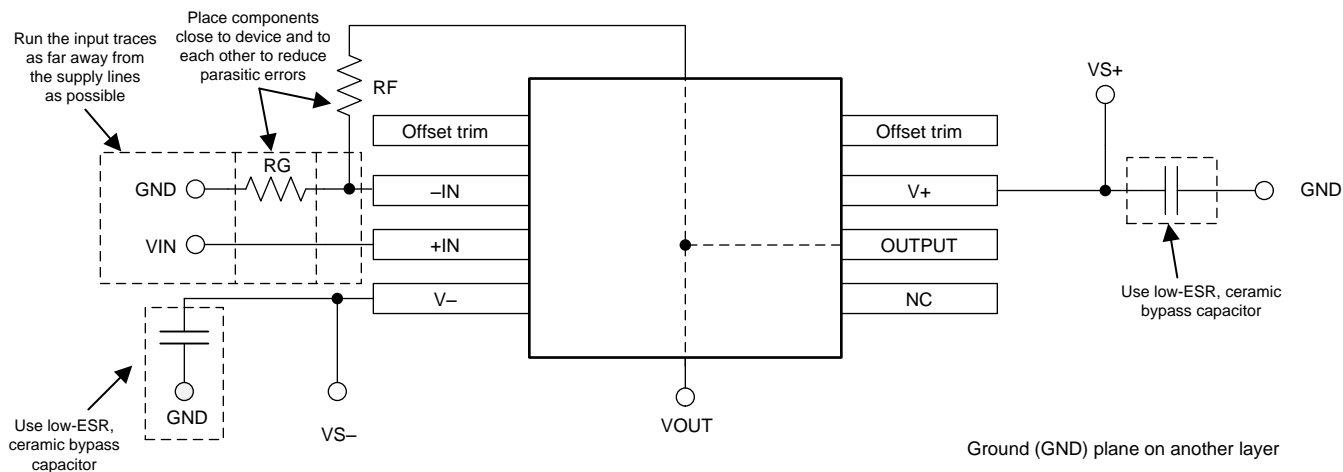 Place components
close to device and to
each other to reduce
parasitic errors
Run the input traces
as far away from
the supply lines
as possible
RF
VS+
Offset trim
Offset trim
RG
GND
–IN
V+
GND
VIN
+IN
OUTPUT
V–
NC
Use low-ESR, ceramic
bypass capacitor
GND
VS–
VOUT
Use low-ESR,
ceramic bypass
capacitor
Ground (GND) plane on another layer